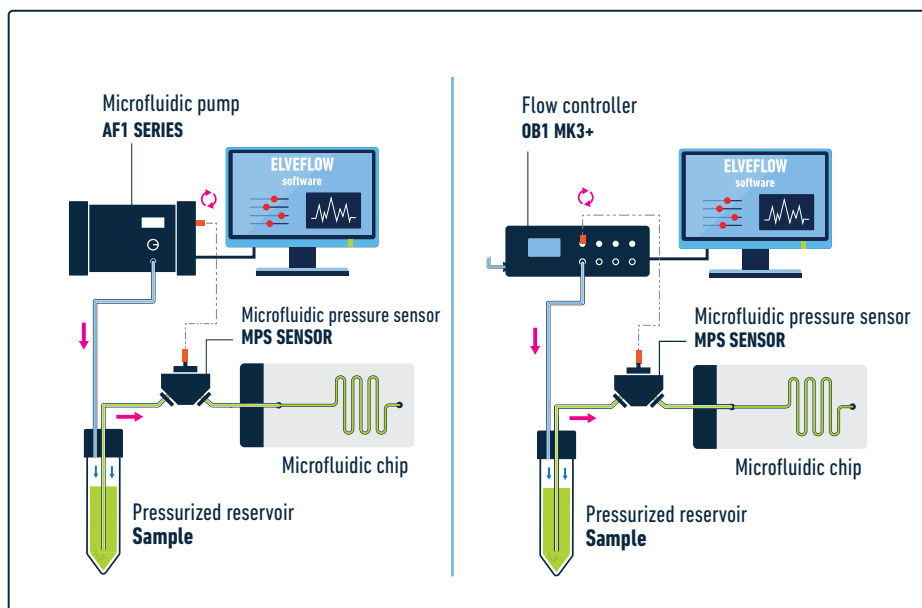 Microfluidic pump
AF1 SERIES
ELVEFLOW
software
Microfluidic pressure sensor
MPS SENSOR
Microfluidic chip
Pressurized reservoir
Sample
Flow controller
OB1 MK3+
ELVEFLOW
software
Microfluidic pressure sensor
MPS SENSOR
Microfluidic chip
Pressurized reservoir
Sample